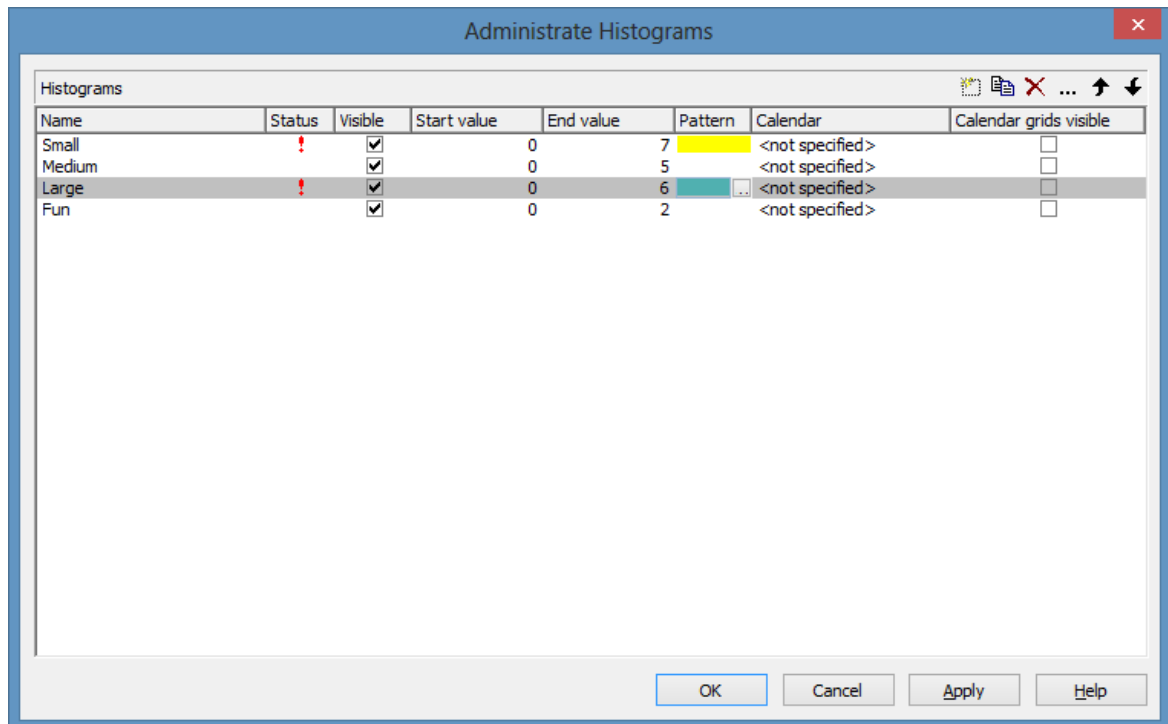 Administrate Histograms
Histograms ...
Name Status Visible Start value End value Pattern Calendar Calendar grids visible
Small ! 0 7 <not specified>
Medium 0 5 <not specified>
Large ! 0 6 .. <not specified>
Fun 0 2 <not specified>
OK Cancel Apply Help